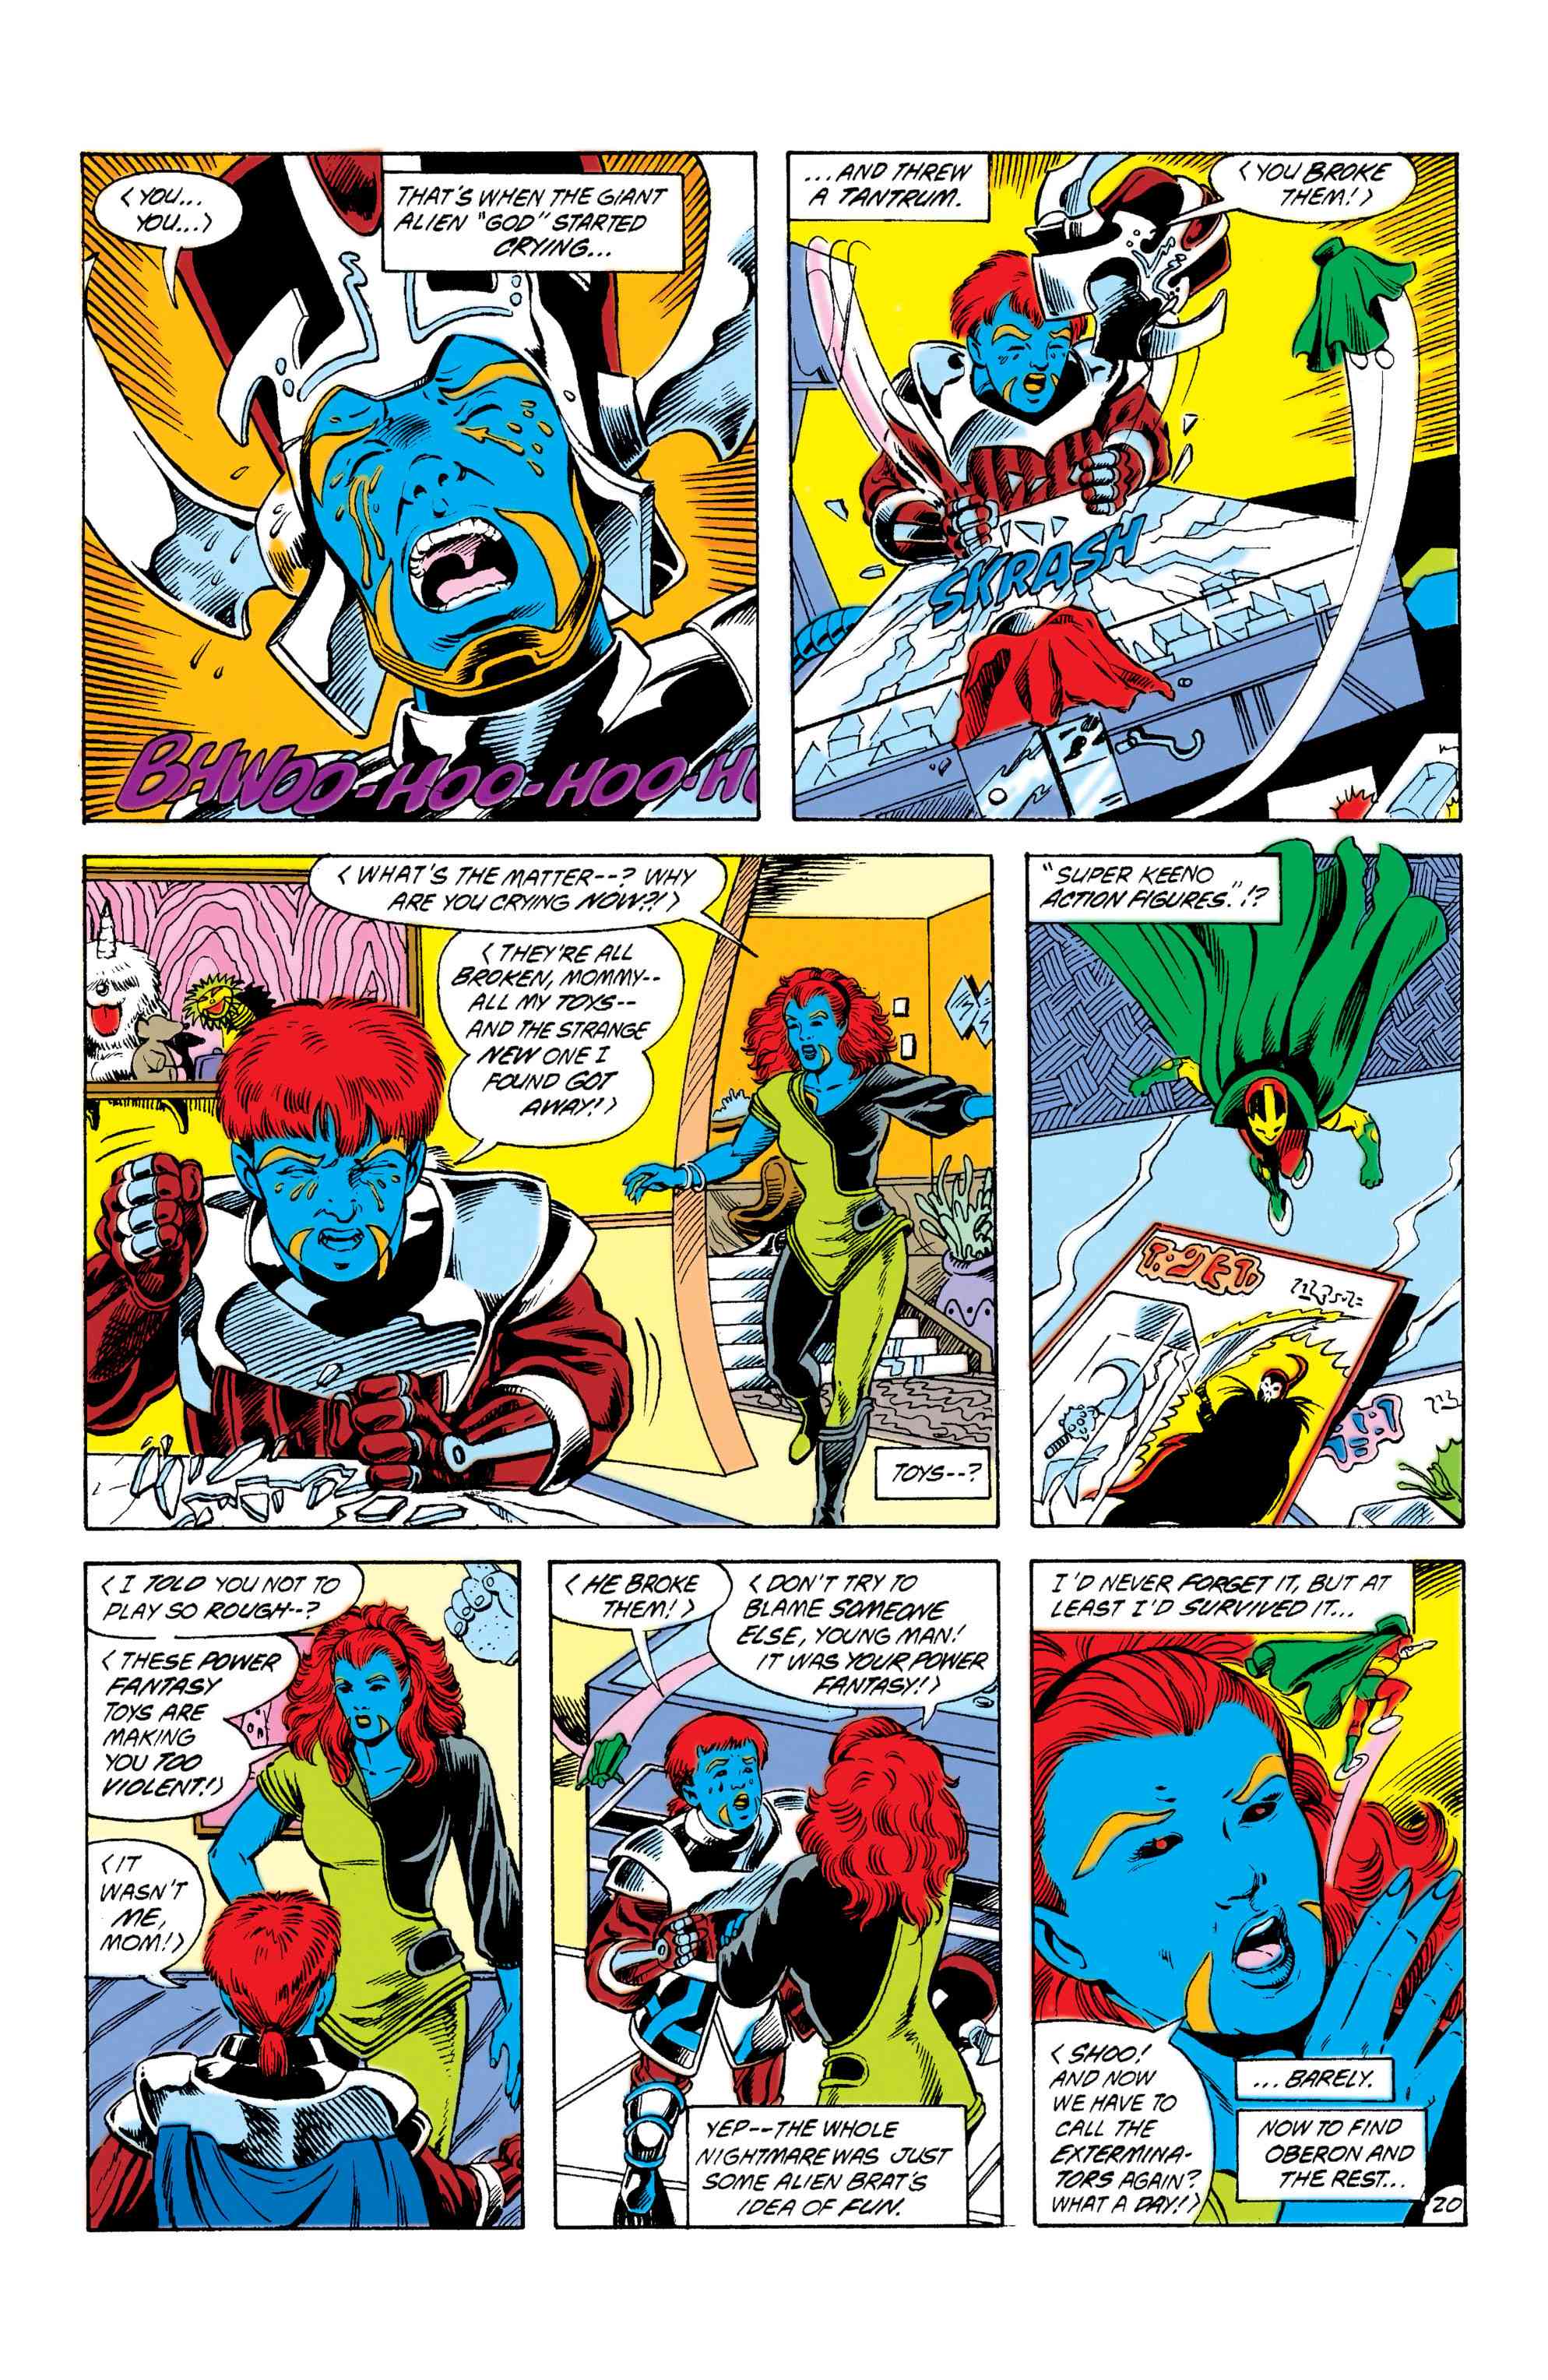 <YOU...
YOU...>
THAT'S WHEN THE GIANT
ALIEN "GOD" STARTED
CRYING...
BHWOO-HOO-HOO-H
...AND THREW
A TANTRUM.
<YOU BROKE
THEM!>
SKRASH
<WHAT'S THE MATTER--? WHY
ARE YOU CRYING NOW?!>
<THEY'RE ALL
BROKEN, MOMMY--
ALL MY TOYS--
AND THE STRANGE
NEW ONE I
FOUND GOT
AWAY!>
TOYS--?
"SUPER KEENO
ACTION FIGURES."!?
<I TOLD YOU NOT TO
PLAY SO ROUGH--?
<THESE POWER
FANTASY
TOYS ARE
MAKING
YOU TOO
VIOLENT!>
<IT
WASN'T
ME,
MOM!>
<HE BROKE
THEM!>
<DON'T TRY TO
BLAME SOMEONE
ELSE, YOUNG MAN!
IT WAS YOUR POWER
FANTASY!>
YEP--THE WHOLE
NIGHTMARE WAS JUST
SOME ALIEN BRAT'S
IDEA OF FUN.
I'D NEVER FORGET IT, BUT AT
LEAST I'D SURVIVED IT...
<SHOO!
AND NOW
WE HAVE TO
CALL THE
EXTERMINA-
TORS AGAIN?
WHAT A DAY!>
...BARELY.
NOW TO FIND
OBERON AND
THE REST...
20